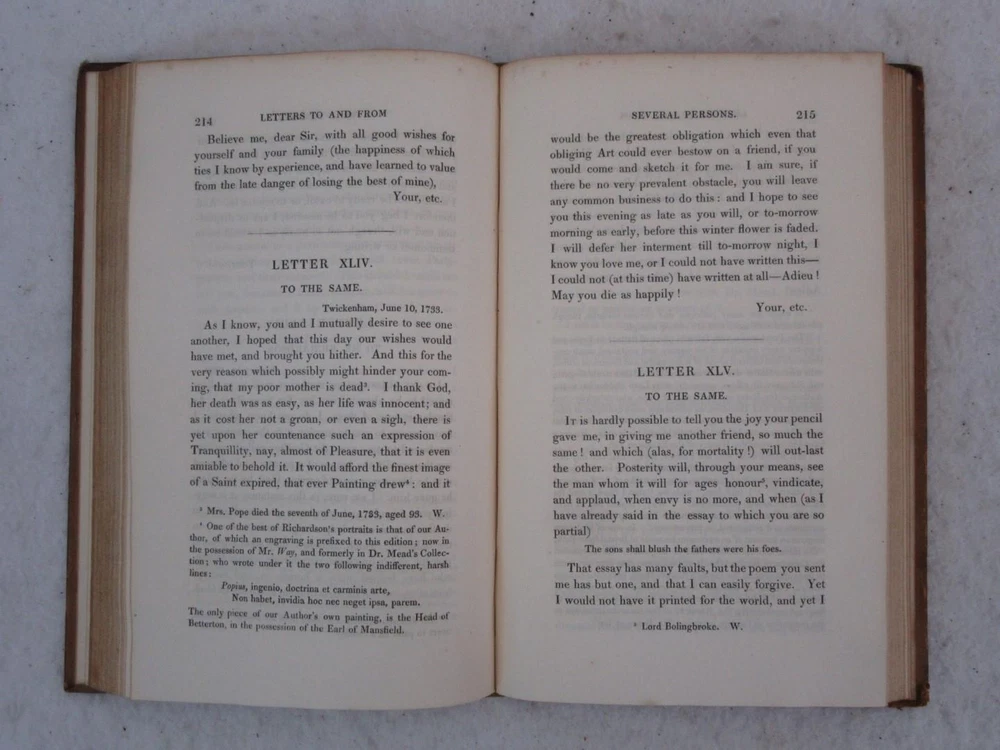 214 LETTERS TO AND FROM
Believe me, dear Sir, with all good wishes for
yourself and your family (the happiness of which
ties I know by experience, and have learned to value
from the late danger of losing the best of mine),
Your, etc.
LETTER XLIV.
TO THE SAME.
Twickenham, June 10, 1733.
As I know, you and I mutually desire to see one
another, I hoped that this day our wishes would
have met, and brought you hither. And this for the
very reason which possibly might hinder your com-
ing, that my poor mother is dead³. I thank God,
her death was as easy, as her life was innocent; and
as it cost her not a groan, or even a sigh, there is
yet upon her countenance such an expression of
Tranquillity, nay, almost of Pleasure, that it is even
amiable to behold it. It would afford the finest image
of a Saint expired, that ever Painting drew⁴: and it
³ Mrs. Pope died the seventh of June, 1733, aged 93. W.
⁴ One of the best of Richardson's portraits is that of our Au-
thor, of which an engraving is prefixed to this edition; now in
the possession of Mr. Way, and formerly in Dr. Mead's Collec-
tion; who wrote under it the two following indifferent, harsh
lines:
Popius, ingenio, doctrina et carminis arte,
Non habet, invidia hoc nec neget ipsa, parem.
The only piece of our Author's own painting, is the Head of
Betterton, in the possession of the Earl of Mansfield.
SEVERAL PERSONS. 215
would be the greatest obligation which even that
obliging Art could ever bestow on a friend, if you
would come and sketch it for me. I am sure, if
there be no very prevalent obstacle, you will leave
any common business to do this: and I hope to see
you this evening as late as you will, or to-morrow
morning as early, before this winter flower is faded.
I will defer her interment till to-morrow night, I
know you love me, or I could not have written this—
I could not (at this time) have written at all—Adieu!
May you die as happily!
Your, etc.
LETTER XLV.
TO THE SAME.
It is hardly possible to tell you the joy your pencil
gave me, in giving me another friend, so much the
same! and which (alas, for mortality!) will out-last
the other. Posterity will, through your means, see
the man whom it will for ages honour⁵, vindicate,
and applaud, when envy is no more, and when (as I
have already said in the essay to which you are so
partial)
The sons shall blush the fathers were his foes.
That essay has many faults, but the poem you sent
me has but one, and that I can easily forgive. Yet
I would not have it printed for the world, and yet I
⁵ Lord Bolingbroke. W.